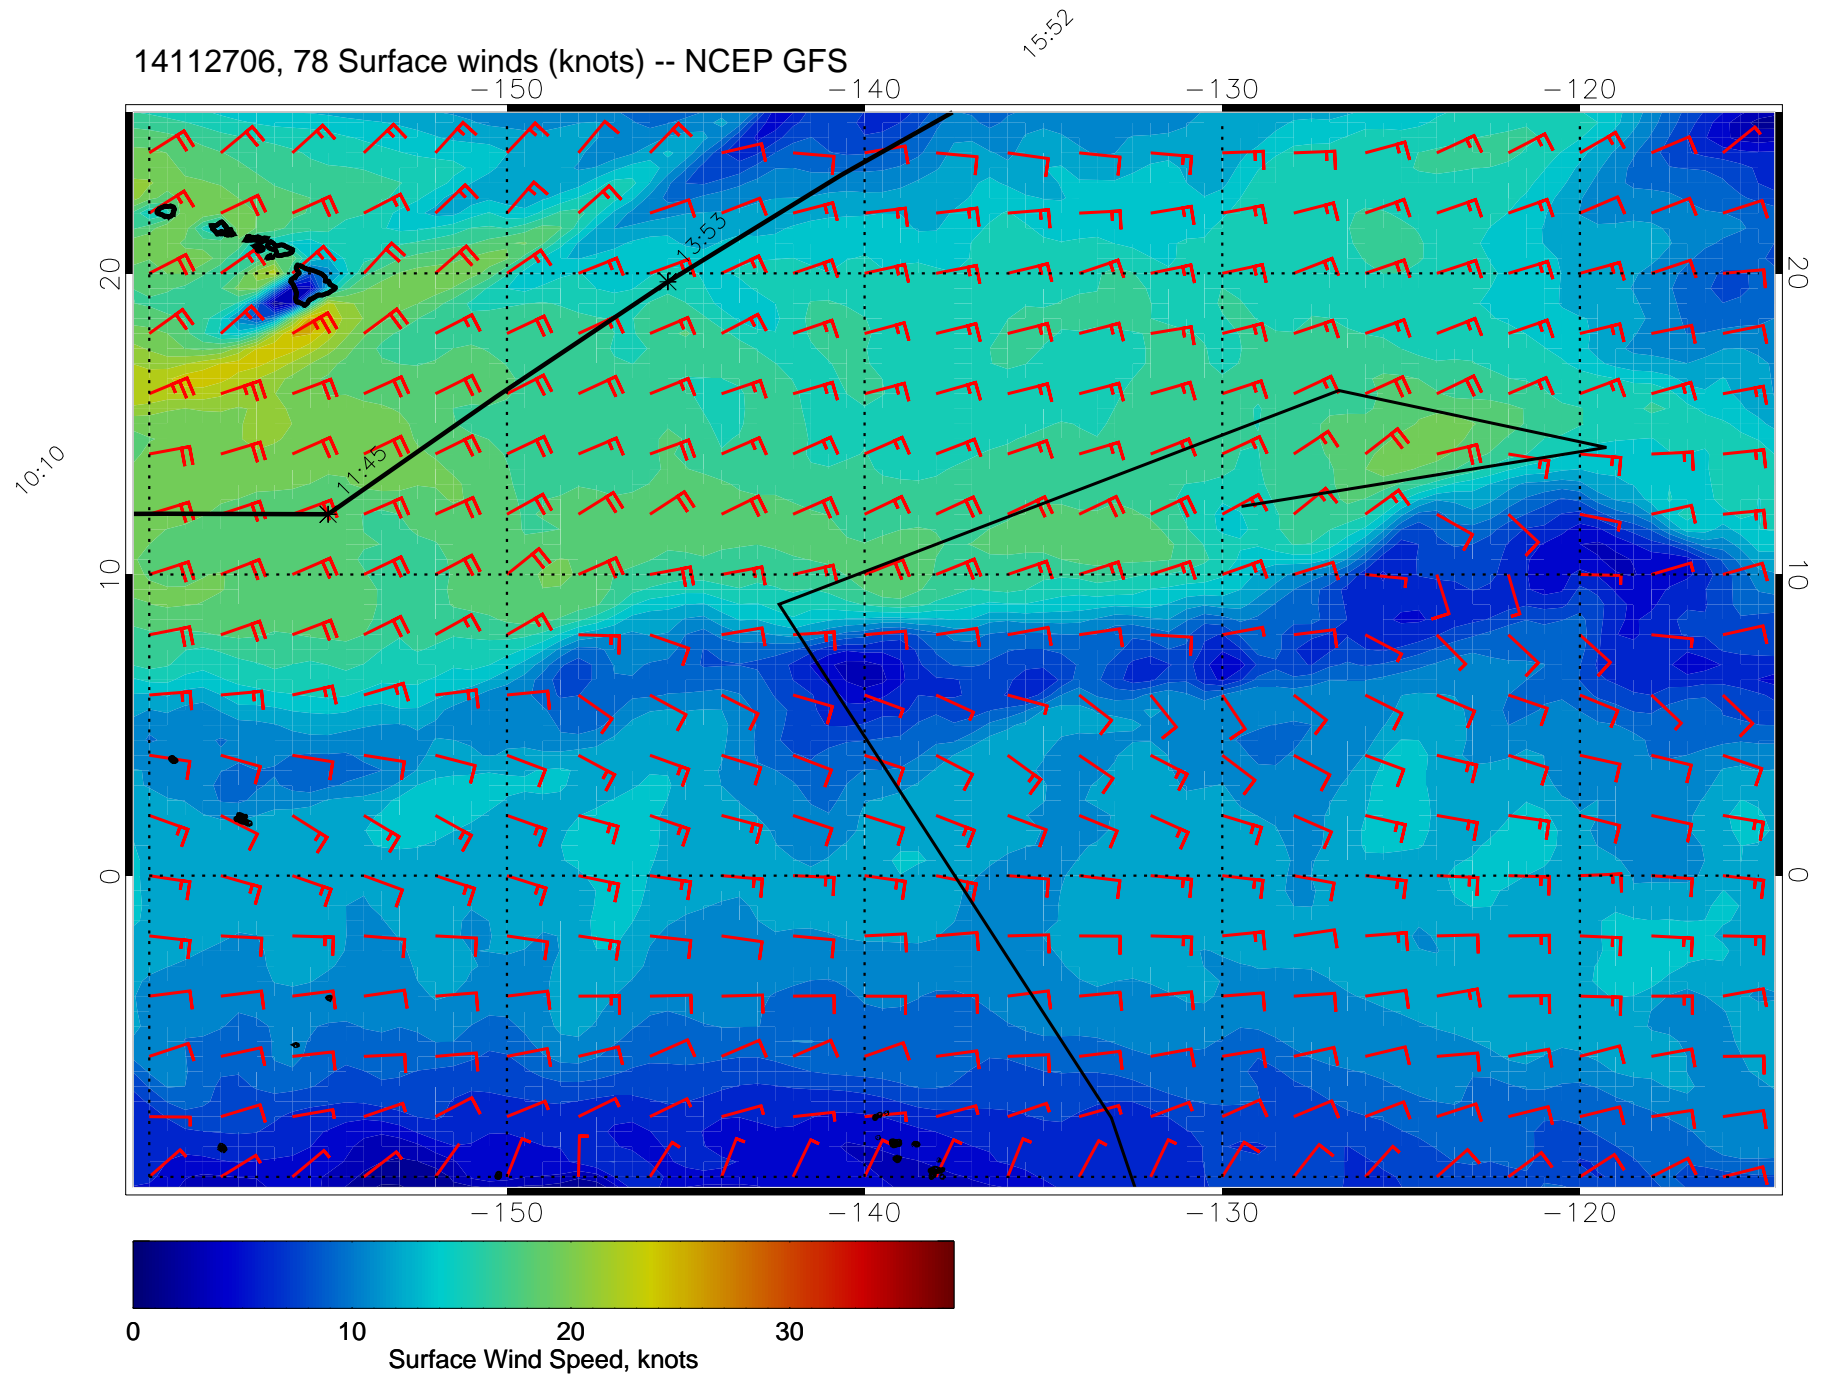 15:52
14112706, 78 Surface winds (knots) -- NCEP GFS
-150 -140 -130 -120
13:53
20 20
11:45
10:10
10 10
0 0
-150 -140 -130 -120
0 10 20 30
Surface Wind Speed, knots